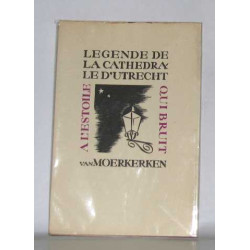 LEGENDE DE
LA CATHEDRA
LE D'UTRECHT
A L'ESTOILE
QUI BRUIT
VAN MOERKERKEN